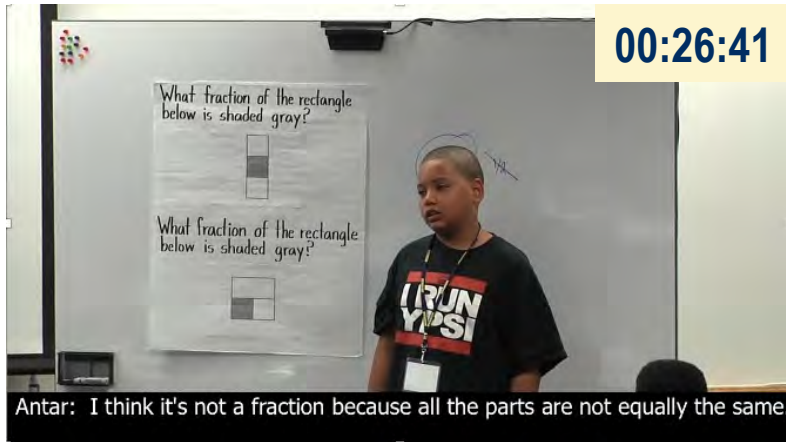 00:26:41
What fraction of the rectangle
below is shaded gray?
What fraction of the rectangle
below is shaded gray?
I RUN
YPSI
Antar: I think it's not a fraction because all the parts are not equally the same.